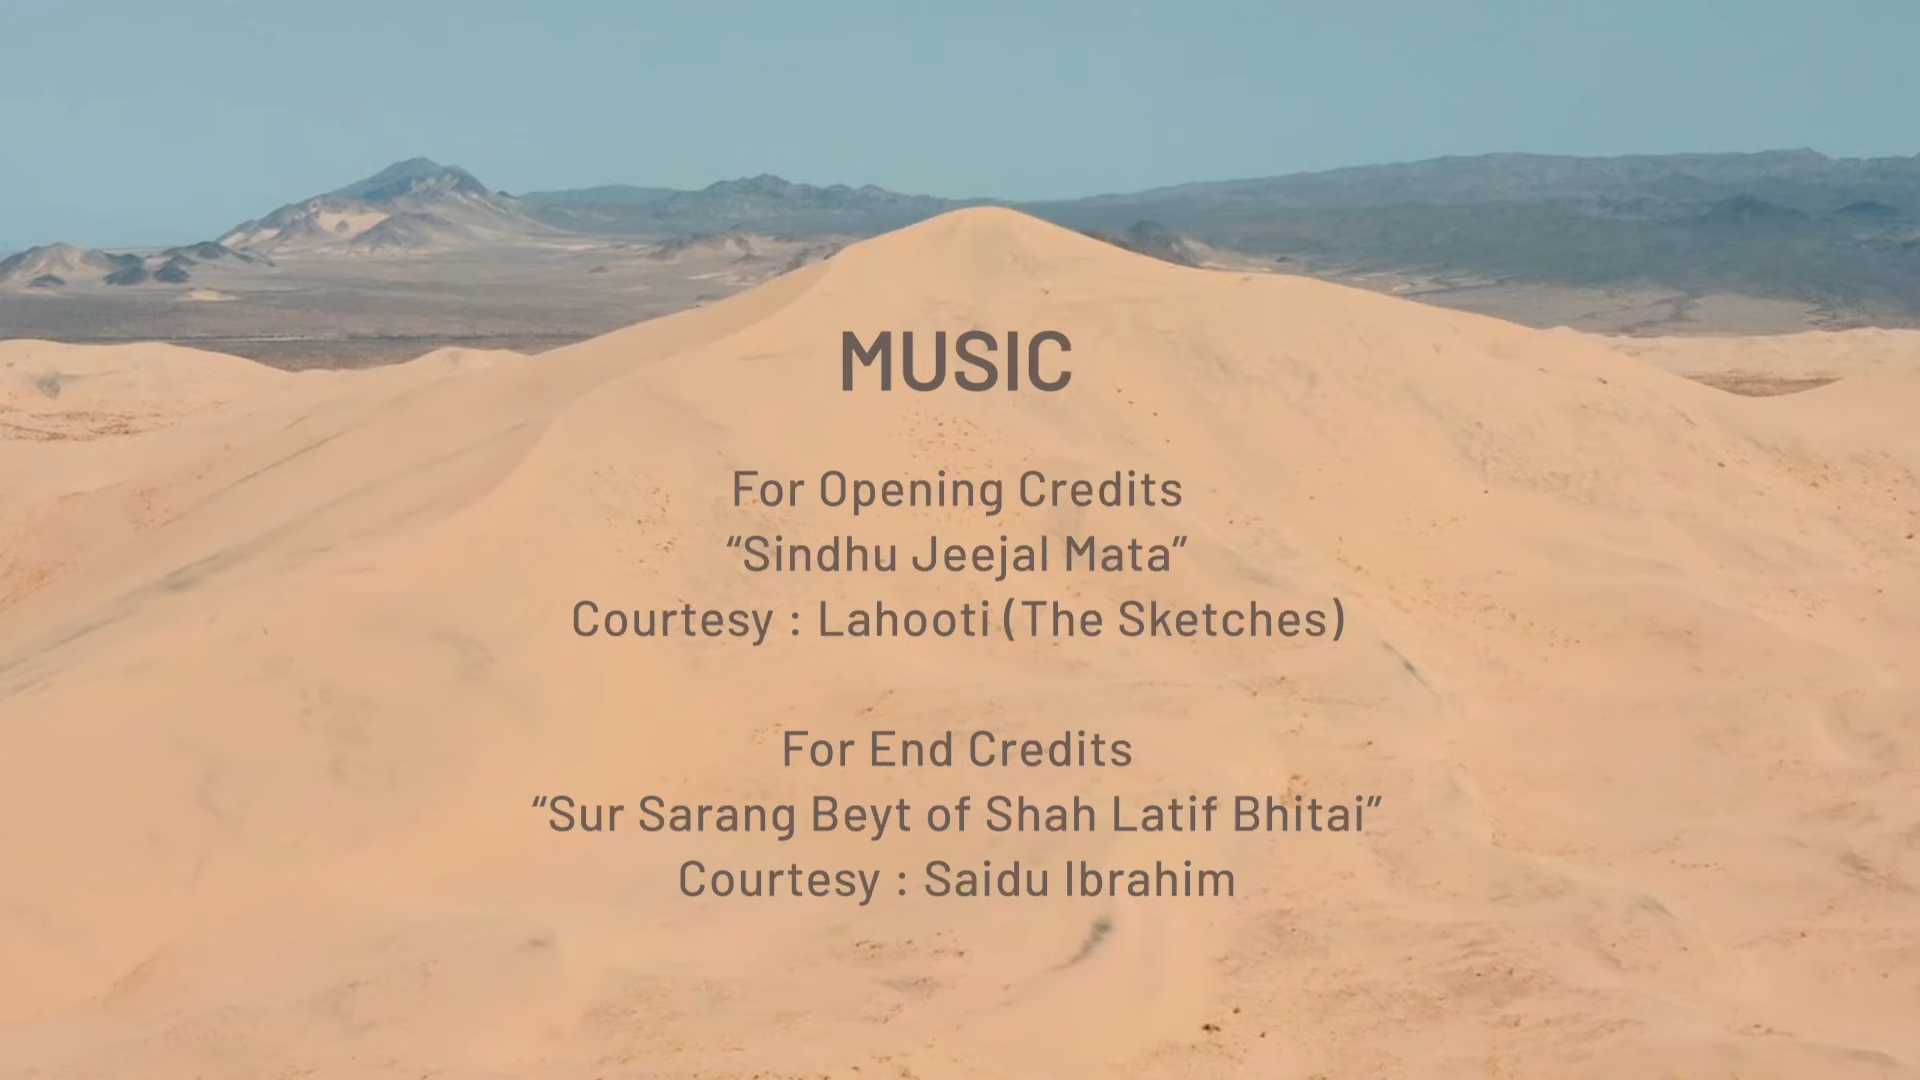 MUSIC
For Opening Credits
“Sindhu Jeejal Mata”
Courtesy : Lahooti (The Sketches)
For End Credits
“Sur Sarang Beyt of Shah Latif Bhitai”
Courtesy : Saidu Ibrahim